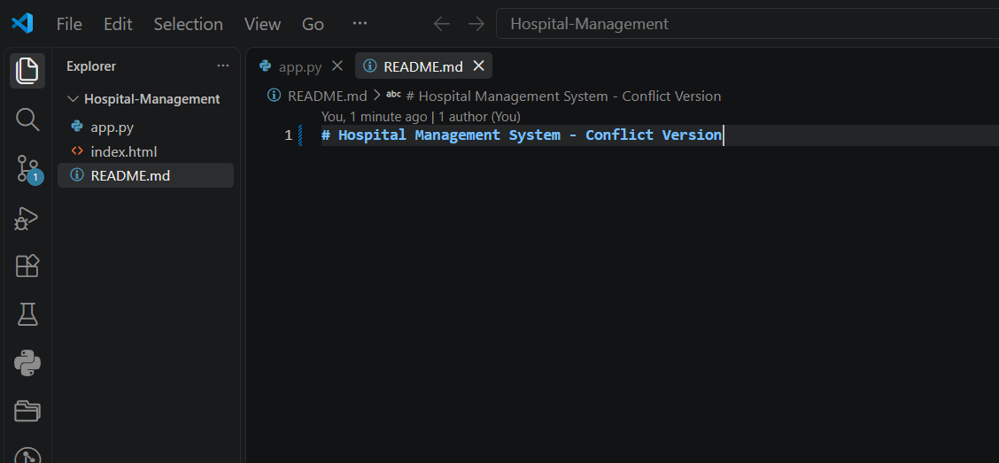 File Edit Selection View Go ··· Hospital-Management
Explorer ···
app.py README.md
Hospital-Management
README.md > abc # Hospital Management System - Conflict Version
You, 1 minute ago | 1 author (You)
app.py
1 # Hospital Management System - Conflict Version
index.html
README.md
1